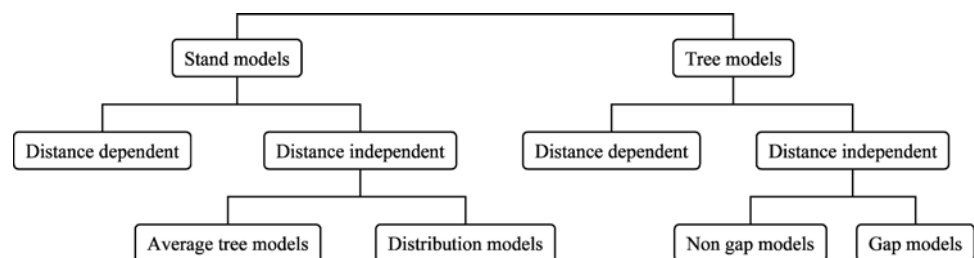 Stand models
Tree models
Distance dependent
Distance independent
Distance dependent
Distance independent
Average tree models
Distribution models
Non gap models
Gap models